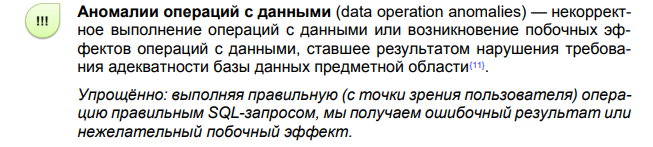 !!!
Аномалии операций с данными (data operation anomalies) — некоррект-
ное выполнение операций с данными или возникновение побочных эф-
фектов операций с данными, ставшее результатом нарушения требова-
ния адекватности базы данных предметной области{11}.
Упрощённо: выполняя правильную (с точки зрения пользователя) опера-
цию правильным SQL-запросом, мы получаем ошибочный результат или
нежелательный побочный эффект.